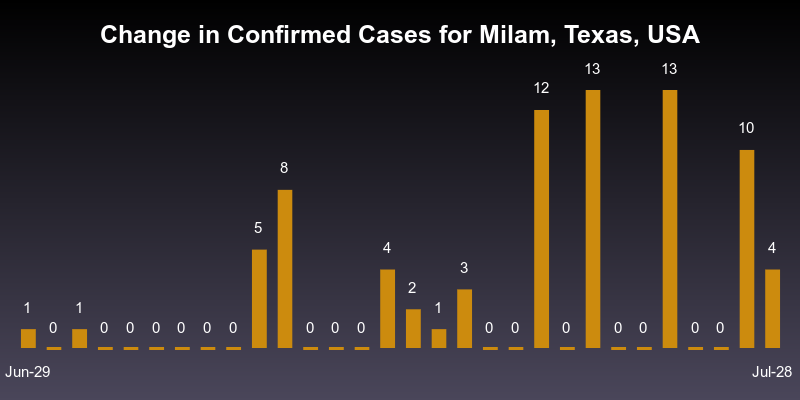 Change in Confirmed Cases for Milam, Texas, USA
1 0 1 0 0 0 0 0 0 5 8 0 0 0 4 2 1 3 0 0 12 0 13 0 0 13 0 0 10 4
Jun-29 Jul-28